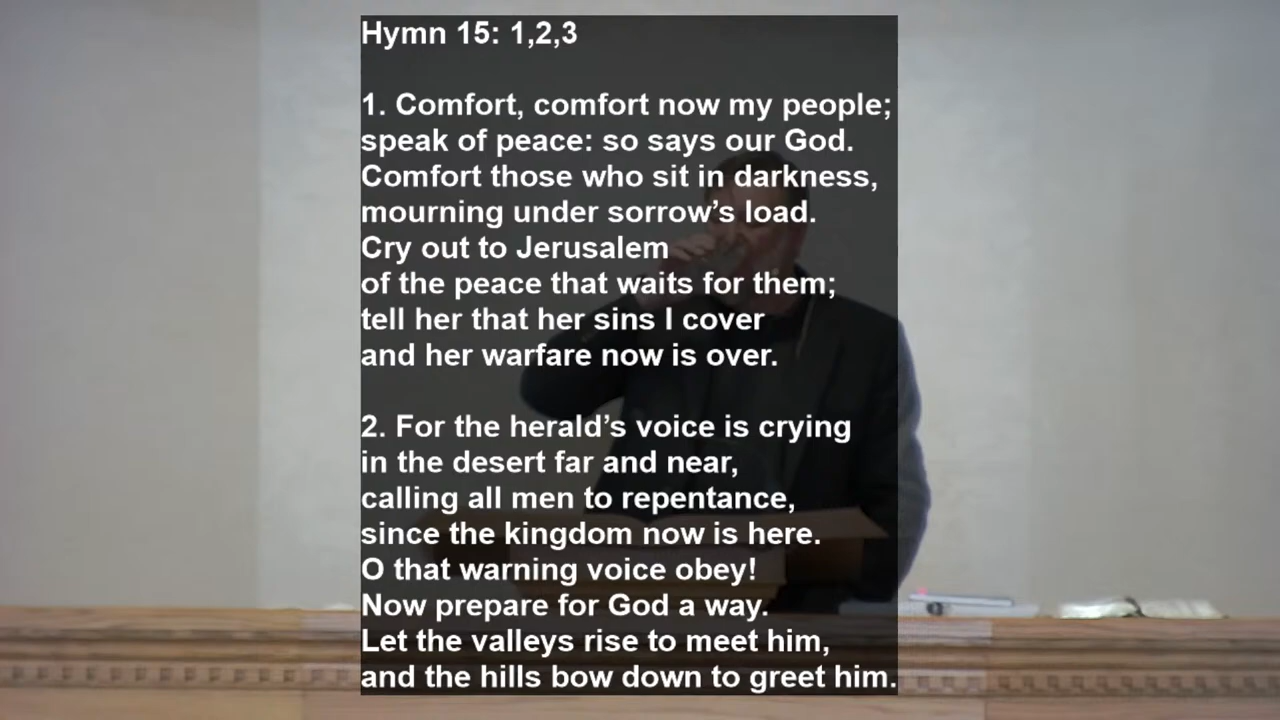 Hymn 15: 1,2,3
1. Comfort, comfort now my people;
speak of peace: so says our God.
Comfort those who sit in darkness,
mourning under sorrow’s load.
Cry out to Jerusalem
of the peace that waits for them;
tell her that her sins I cover
and her warfare now is over.
2. For the herald’s voice is crying
in the desert far and near,
calling all men to repentance,
since the kingdom now is here.
O that warning voice obey!
Now prepare for God a way.
Let the valleys rise to meet him,
and the hills bow down to greet him.